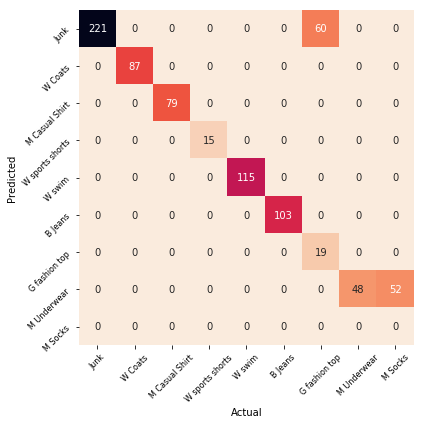 Predicted
Junk 221 0 0 0 0 0 60 0 0
W Coats 0 87 0 0 0 0 0 0 0
M Casual Shirt 0 0 79 0 0 0 0 0 0
W sports shorts 0 0 0 15 0 0 0 0 0
W swim 0 0 0 0 115 0 0 0 0
B Jeans 0 0 0 0 0 103 0 0 0
G fashion top 0 0 0 0 0 0 19 0 0
M Underwear 0 0 0 0 0 0 0 48 52
M Socks 0 0 0 0 0 0 0 0 0
Junk W Coats M Casual Shirt W sports shorts W swim B Jeans G fashion top M Underwear M Socks
Actual